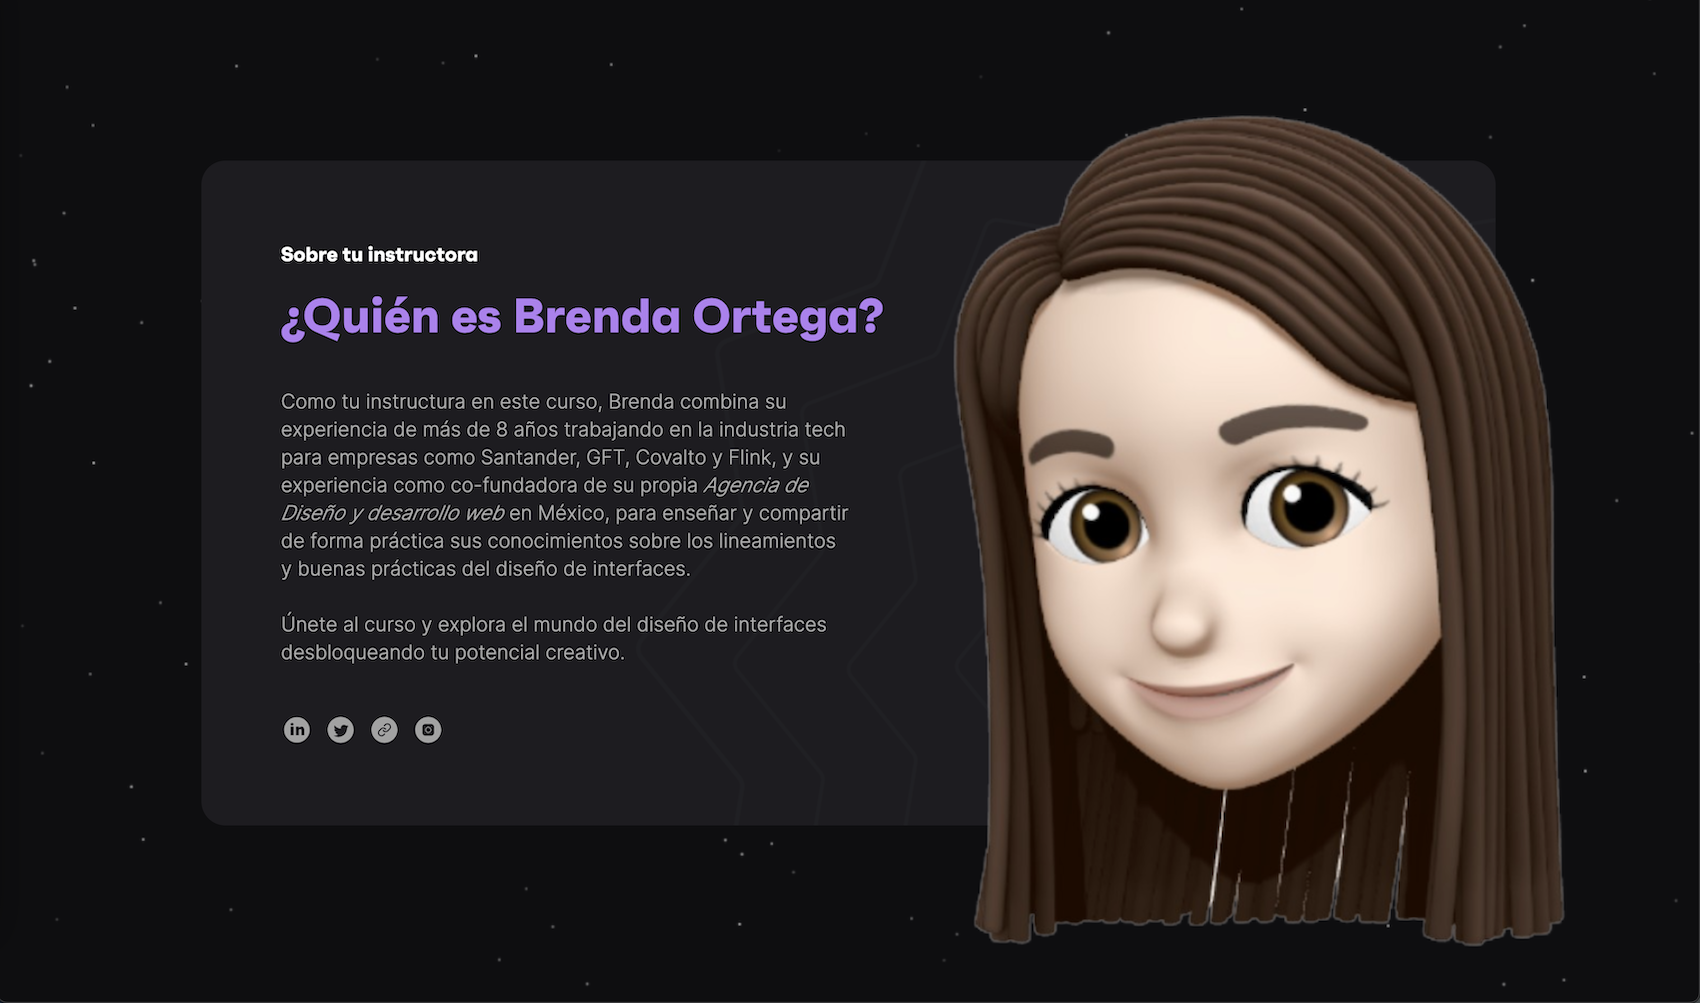 Sobre tu instructora
¿Quién es Brenda Ortega?
Como tu instructura en este curso, Brenda combina su
experiencia de más de 8 años trabajando en la industria tech
para empresas como Santander, GFT, Covalto y Flink, y su
experiencia como co-fundadora de su propia Agencia de
Diseño y desarrollo web en México, para enseñar y compartir
de forma práctica sus conocimientos sobre los lineamientos
y buenas prácticas del diseño de interfaces.
Únete al curso y explora el mundo del diseño de interfaces
desbloqueando tu potencial creativo.
in